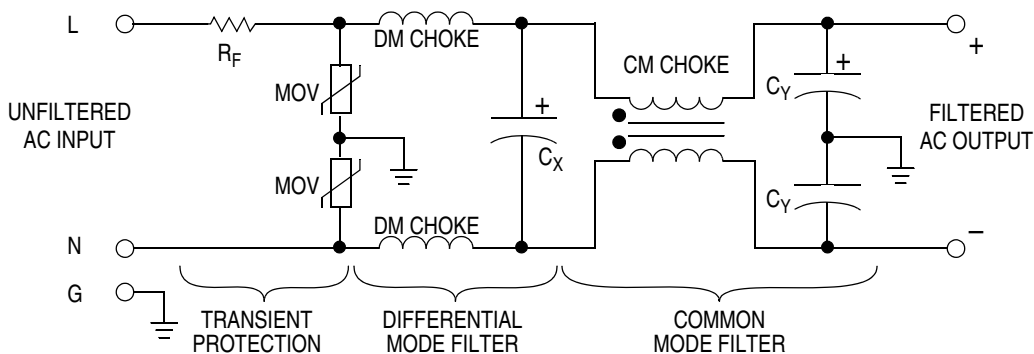 L
R_F
DM CHOKE
+
MOV
CM CHOKE
+
C_Y
UNFILTERED
AC INPUT
+
C_X
FILTERED
AC OUTPUT
MOV
C_Y
DM CHOKE
N
–
G
TRANSIENT
PROTECTION
DIFFERENTIAL
MODE FILTER
COMMON
MODE FILTER